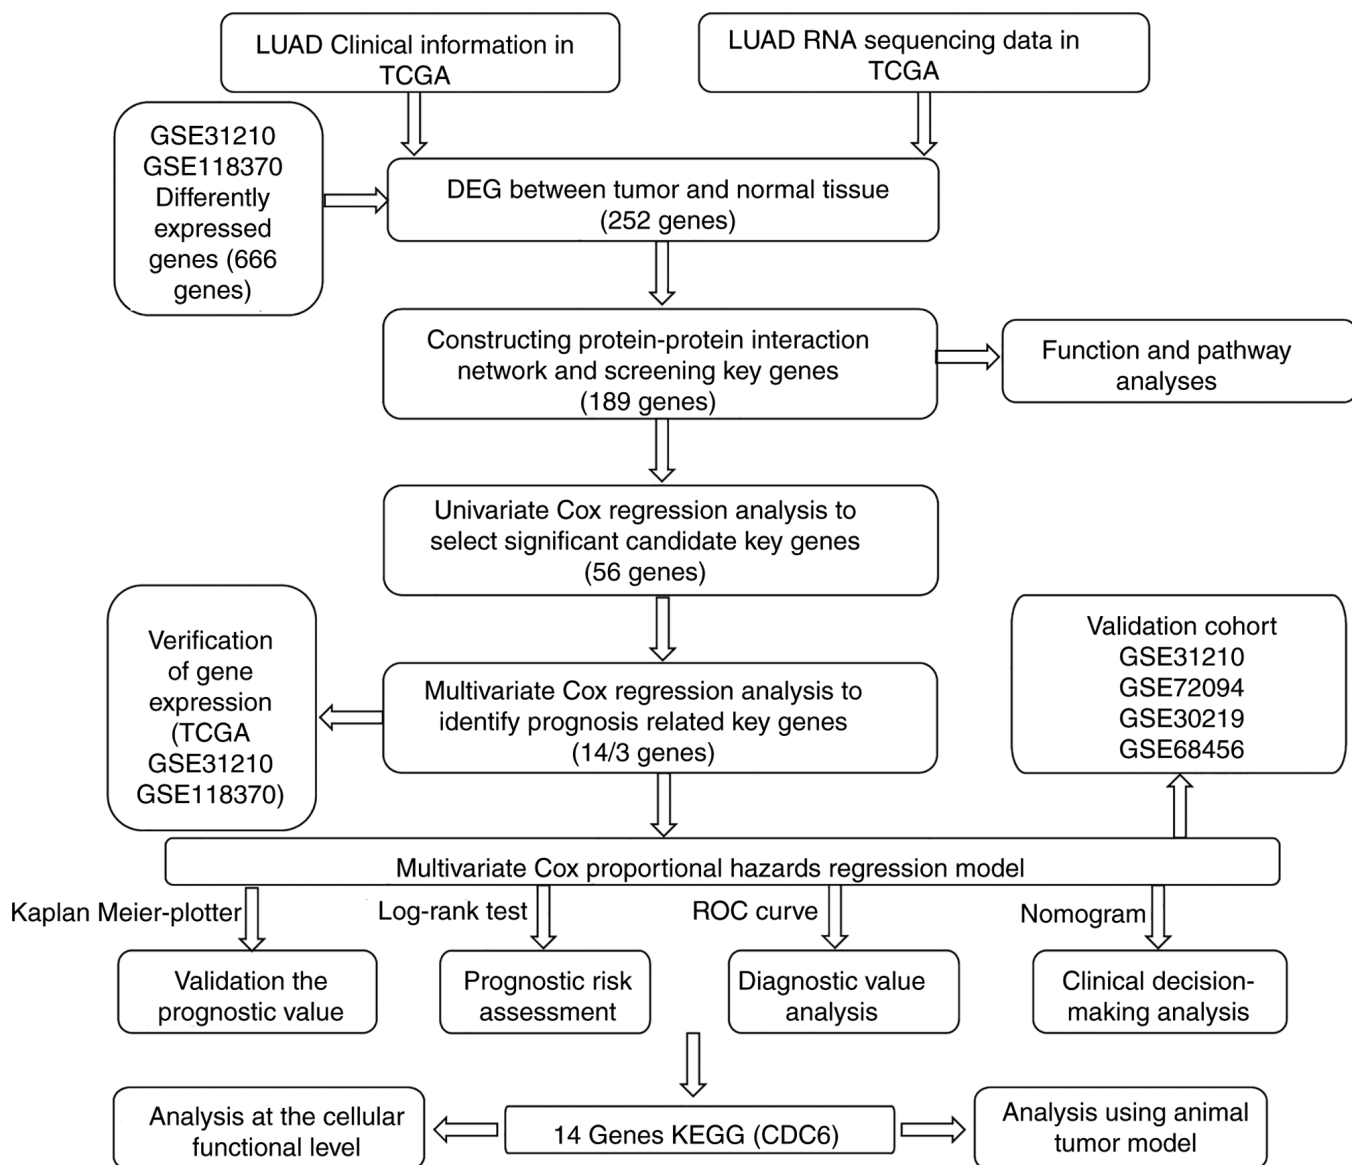 LUAD Clinical information in
TCGA
LUAD RNA sequencing data in
TCGA
GSE31210
GSE118370
Differently
expressed
genes (666
genes)
DEG between tumor and normal tissue
(252 genes)
Constructing protein-protein interaction
network and screening key genes
(189 genes)
Function and pathway
analyses
Univariate Cox regression analysis to
select significant candidate key genes
(56 genes)
Verification
of gene
expression
(TCGA
GSE31210
GSE118370)
Multivariate Cox regression analysis to
identify prognosis related key genes
(14/3 genes)
Validation cohort
GSE31210
GSE72094
GSE30219
GSE68456
Multivariate Cox proportional hazards regression model
Kaplan Meier-plotter
Log-rank test
ROC curve
Nomogram
Validation the
prognostic value
Prognostic risk
assessment
Diagnostic value
analysis
Clinical decision-
making analysis
Analysis at the cellular
functional level
14 Genes KEGG (CDC6)
Analysis using animal
tumor model